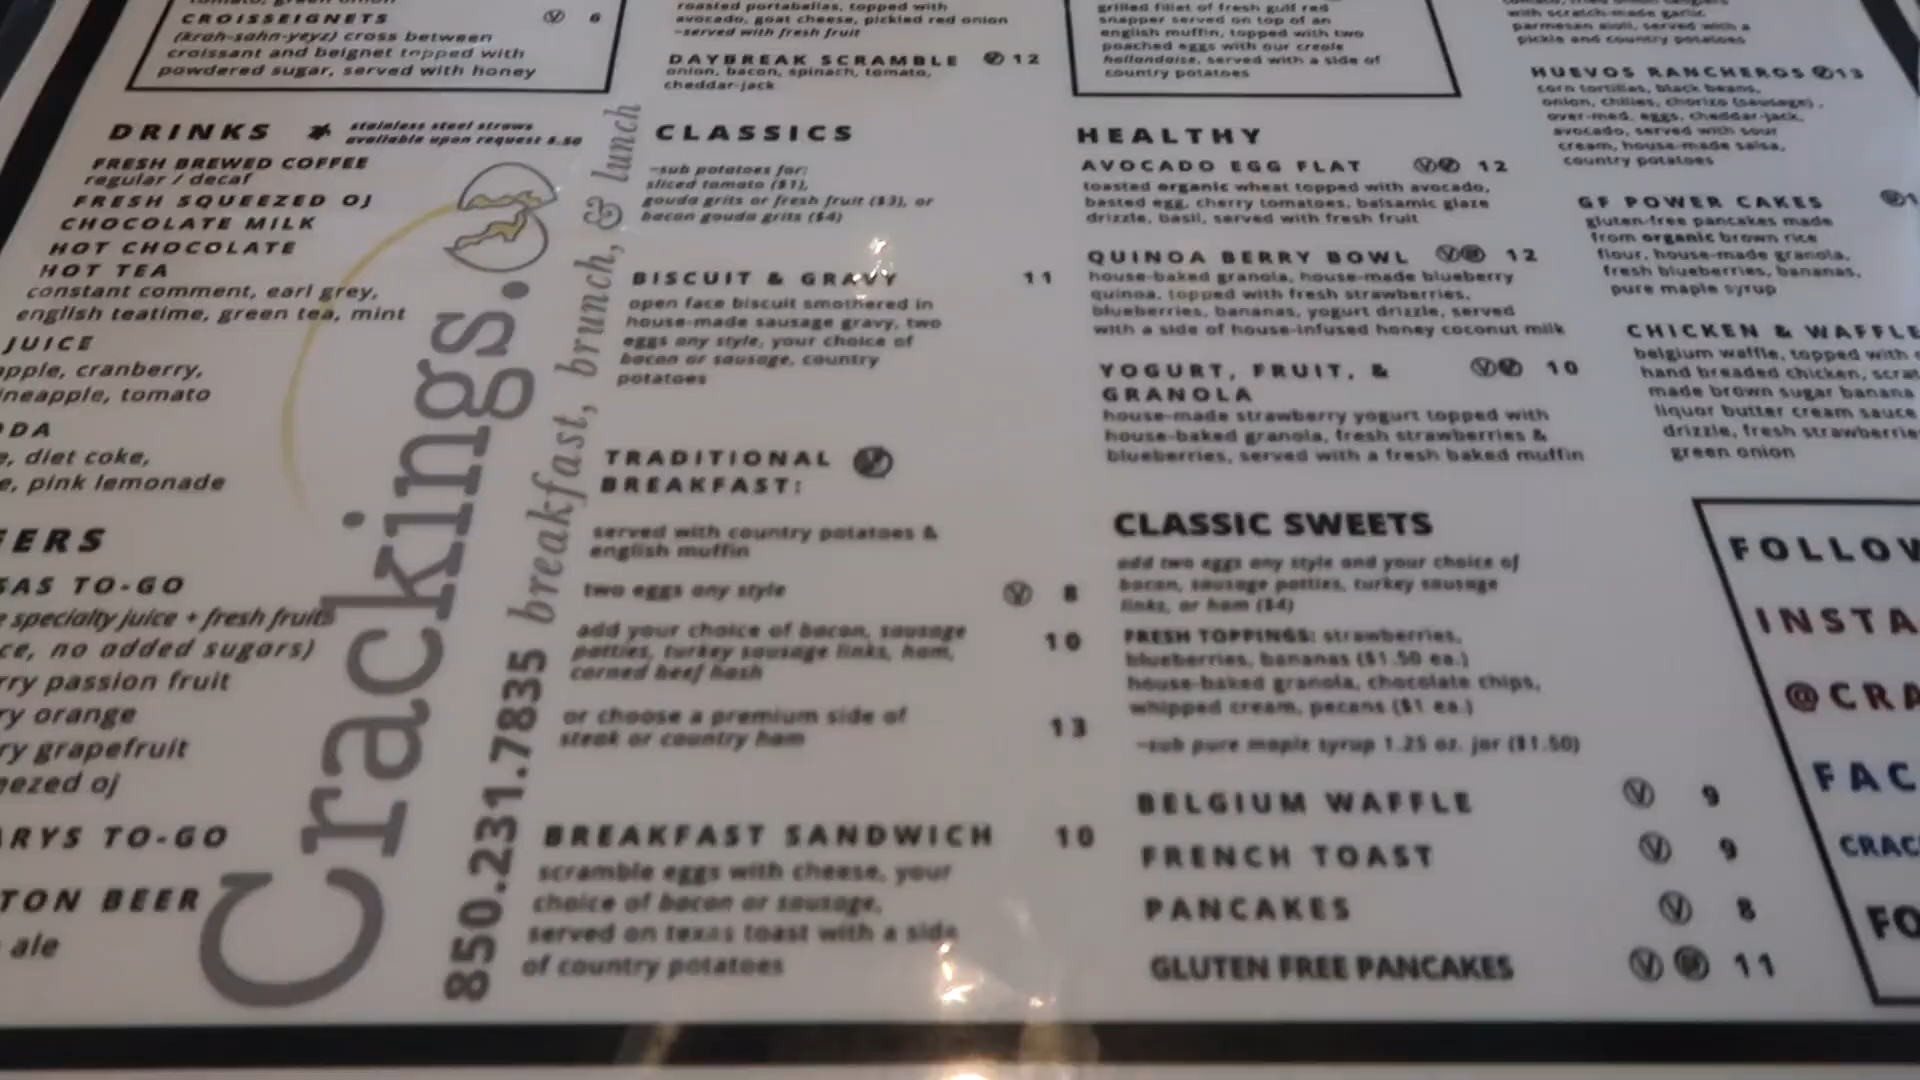 CROISSEIGNETS Ⓥ 6
(krah-sahn-yeyz) cross between
croissant and beignet topped with
powdered sugar, served with honey
DRINKS
stainless steel straws
available upon request 5.50
FRESH BREWED COFFEE
regular / decaf
FRESH SQUEEZED OJ
CHOCOLATE MILK
HOT CHOCOLATE
HOT TEA
constant comment, earl grey,
english teatime, green tea, mint
JUICE
apple, cranberry,
tomato
diet coke,
pink lemonade
TO-GO
specialty juice + fresh fruits
no added sugars)
passion fruit
orange
grapefruit
oj
TO-GO
BEER
ale
Crackings.
850.231.7835 breakfast, brunch, & lunch
roasted portabellas, topped with
avocado, goat cheese, pickled red onion
~served with fresh fruit
DAYBREAK SCRAMBLE 12
onion, bacon, spinach, tomato,
cheddar-jack
CLASSICS
~sub potatoes for:
sliced tomato ($1),
gouda grits or fresh fruit ($3), or
bacon gouda grits ($4)
BISCUIT & GRAVY 11
open face biscuit smothered in
house-made sausage gravy, two
eggs any style, your choice of
bacon or sausage, country
potatoes
TRADITIONAL
BREAKFAST:
served with country potatoes &
english muffin
two eggs any style Ⓥ 8
add your choice of bacon, sausage 10
patties, turkey sausage links, ham,
corned beef hash
or choose a premium side of 13
steak or country ham
BREAKFAST SANDWICH 10
scramble eggs with cheese, your
choice of bacon or sausage,
served on texas toast with a side
of country potatoes
grilled fillet of fresh gulf red
snapper served on top of an
english muffin, topped with two
poached eggs with our creole
hollandaise, served with a side of
country potatoes
HEALTHY
AVOCADO EGG FLAT Ⓥ 12
toasted organic wheat topped with avocado,
basted egg, cherry tomatoes, balsamic glaze
drizzle, basil, served with fresh fruit
QUINOA BERRY BOWL Ⓥ 12
house-baked granola, house-made blueberry
quinoa, topped with fresh strawberries,
blueberries, bananas, yogurt drizzle, served
with a side of house-infused honey coconut milk
YOGURT, FRUIT, & Ⓥ 10
GRANOLA
house-made strawberry yogurt topped with
house-baked granola, fresh strawberries &
blueberries, served with a fresh baked muffin
CLASSIC SWEETS
add two eggs any style and your choice of
bacon, sausage patties, turkey sausage
links, or ham ($4)
FRESH TOPPINGS: strawberries,
blueberries, bananas ($1.50 ea.)
house-baked granola, chocolate chips,
whipped cream, pecans ($1 ea.)
~sub pure maple syrup 1.25 oz. jar ($1.50)
BELGIUM WAFFLE Ⓥ 9
FRENCH TOAST Ⓥ 9
PANCAKES Ⓥ 8
GLUTEN FREE PANCAKES Ⓥ 11
with scratch-made garlic
parmesan aioli, served with a
pickle and country potatoes
HUEVOS RANCHEROS 13
corn tortillas, black beans,
onion, chilies, chorizo (sausage),
over-med. eggs, cheddar-jack,
avocado, served with sour
cream, house-made salsa,
country potatoes
GF POWER CAKES
gluten-free pancakes made
from organic brown rice
flour, house-made granola,
fresh blueberries, bananas,
pure maple syrup
CHICKEN & WAFFLE
belgium waffle, topped with
hand breaded chicken,
made brown sugar banana
liquor butter cream sauce
drizzle, fresh
green onion
FOLLOW
INSTA
@CRA
FAC
CRAC
FO